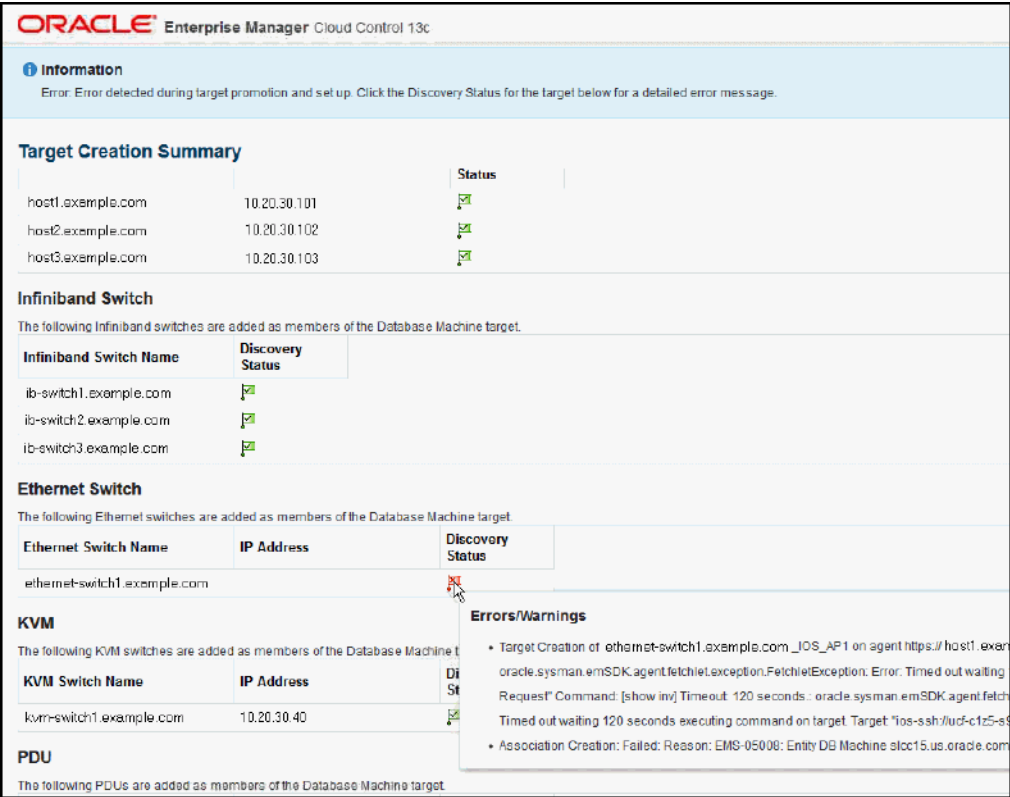 ORACLE Enterprise Manager Cloud Control 13c
Information
Error: Error detected during target promotion and set up. Click the Discovery Status for the target below for a detailed error message.
Target Creation Summary
Status
host1.example.com 10.20.30.101
host2.example.com 10.20.30.102
host3.example.com 10.20.30.103
Infiniband Switch
The following Infiniband switches are added as members of the Database Machine target.
Infiniband Switch Name Discovery Status
ib-switch1.example.com
ib-switch2.example.com
ib-switch3.example.com
Ethernet Switch
The following Ethernet switches are added as members of the Database Machine target.
Ethernet Switch Name IP Address Discovery Status
ethernet-switch1.example.com
Errors/Warnings
• Target Creation of ethernet-switch1.example.com_IOS_AP1 on agent https://host1.exam
oracle.sysman.emSDK.agent.fetchlet.exception.FetchletException: Error: Timed out waiting
Request" Command: [show inv] Timeout: 120 seconds.: oracle.sysman.emSDK.agent.fetch
Timed out waiting 120 seconds executing command on target. Target: "ios-ssh://ucf-c1z5-s9
• Association Creation: Failed: Reason: EMS-05008: Entity DB Machine slcc15.us.oracle.com
KVM
The following KVM switches are added as members of the Database Machine t
KVM Switch Name IP Address Di St
kvm-switch1.example.com 10.20.30.40
PDU
The following PDUs are added as members of the Database Machine target.